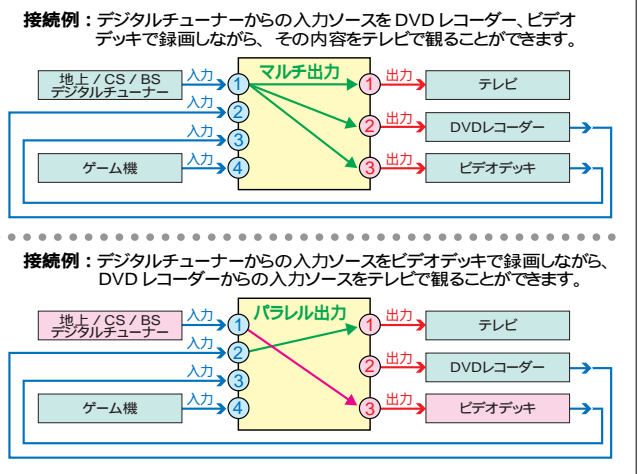 接続例：デジタルチューナーからの入力ソースをDVDレコーダー、ビデオ
デッキで録画しながら、その内容をテレビで観ることができます。
マルチ出力
地上 / CS / BS
デジタルチューナー
入力
1
1
出力
テレビ
入力
2
2
出力
DVDレコーダー
入力
3
3
出力
ビデオデッキ
ゲーム機
入力
4
接続例：デジタルチューナーからの入力ソースをビデオデッキで録画しながら、
DVDレコーダーからの入力ソースをテレビで観ることができます。
パラレル出力
地上 / CS / BS
デジタルチューナー
入力
1
1
出力
テレビ
入力
2
2
出力
DVDレコーダー
入力
3
3
出力
ビデオデッキ
ゲーム機
入力
4